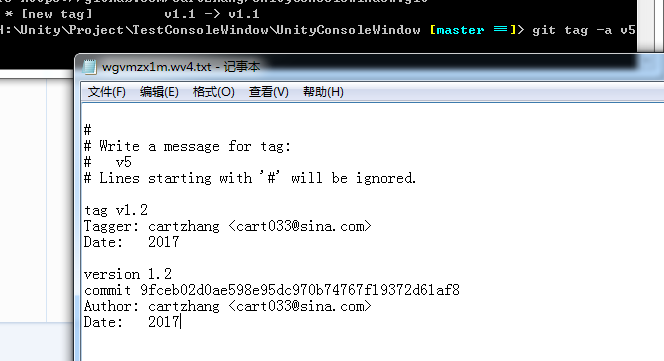 * [new tag] v1.1 -> v1.1
H:\Unity\Project\TestConsoleWindow\UnityConsoleWindow [master ≡]> git tag -a v5
wgvmzx1m.wv4.txt - 记事本
文件(F) 编辑(E) 格式(O) 查看(V) 帮助(H)
#
# Write a message for tag:
# v5
# Lines starting with '#' will be ignored.
tag v1.2
Tagger: cartzhang <cart033@sina.com>
Date: 2017
version 1.2
commit 9fceb02d0ae598e95dc970b74767f19372d61af8
Author: cartzhang <cart033@sina.com>
Date: 2017